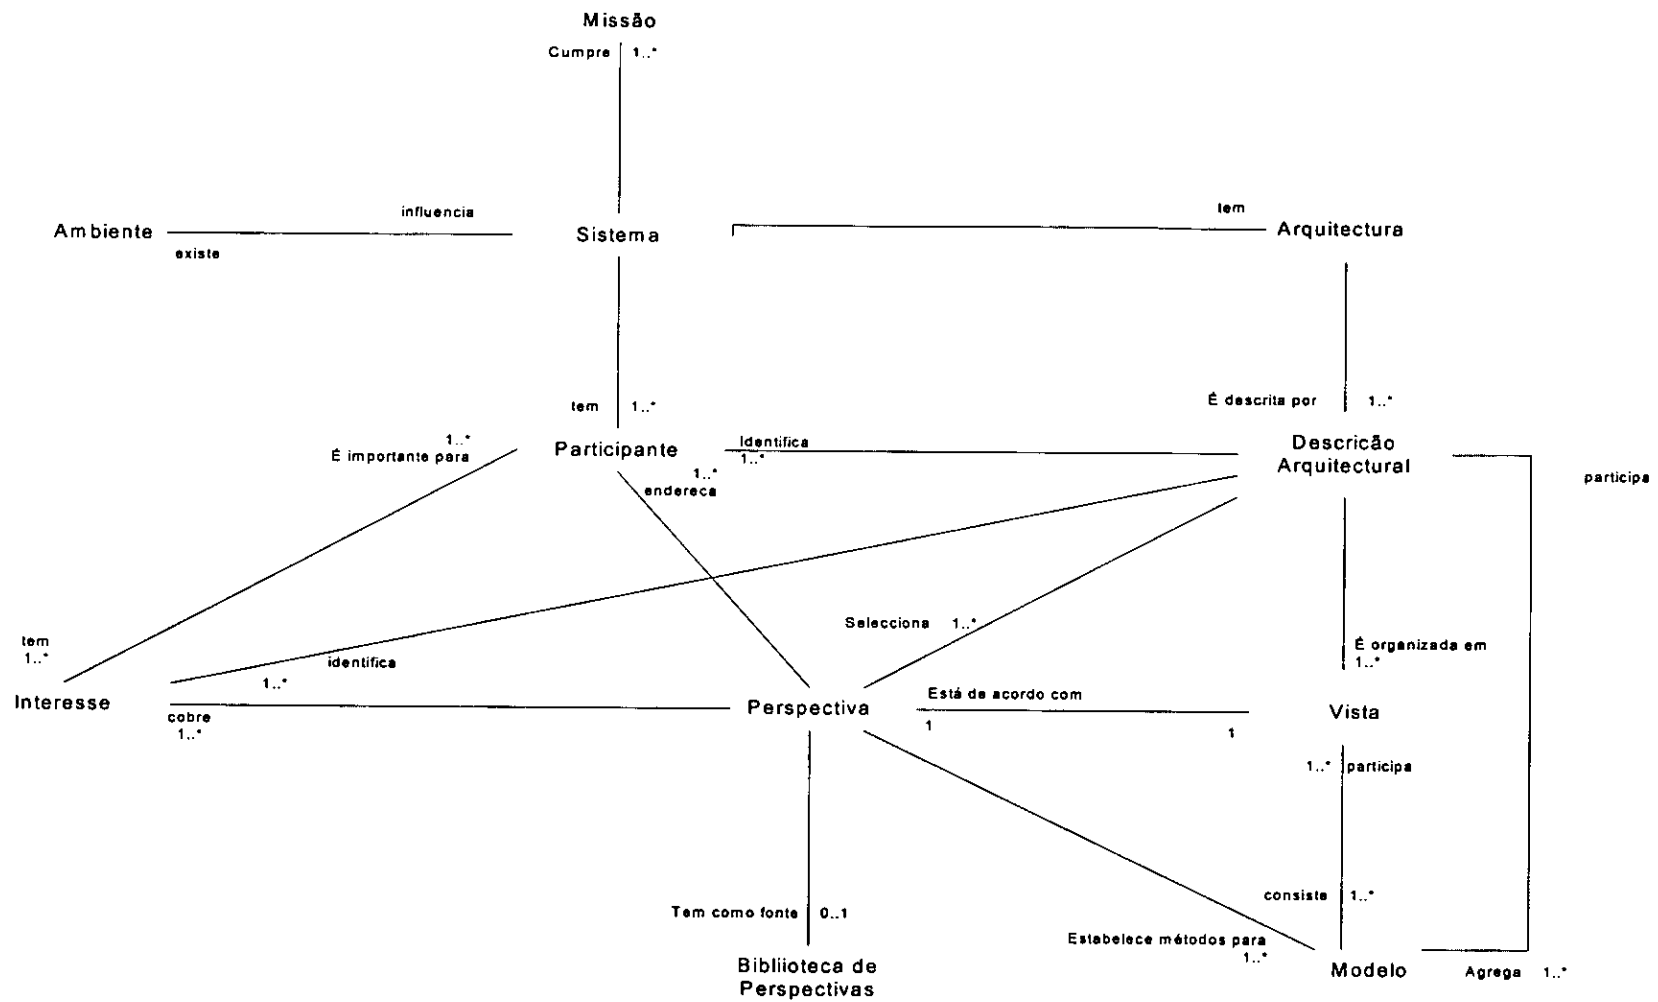 Missão
Cumpre 1..*
influencia
tem
Ambiente
Sistema
Arquitectura
existe
É descrita por 1..*
tem 1..*
1..*
É importante para
Participante
Identifica
1..*
Descricão
Arquitectural
1..*
endereca
participa
Selecciona 1..*
tem
1..*
identifica
1..*
É organizada em
1..*
Interesse
cobre
1..*
Perspectiva
Está de acordo com
1
1
Vista
1..* participa
consiste 1..*
Tem como fonte 0..1
Estabelece métodos para
1..*
Bibliioteca de
Perspectivas
Modelo
Agrega 1..*